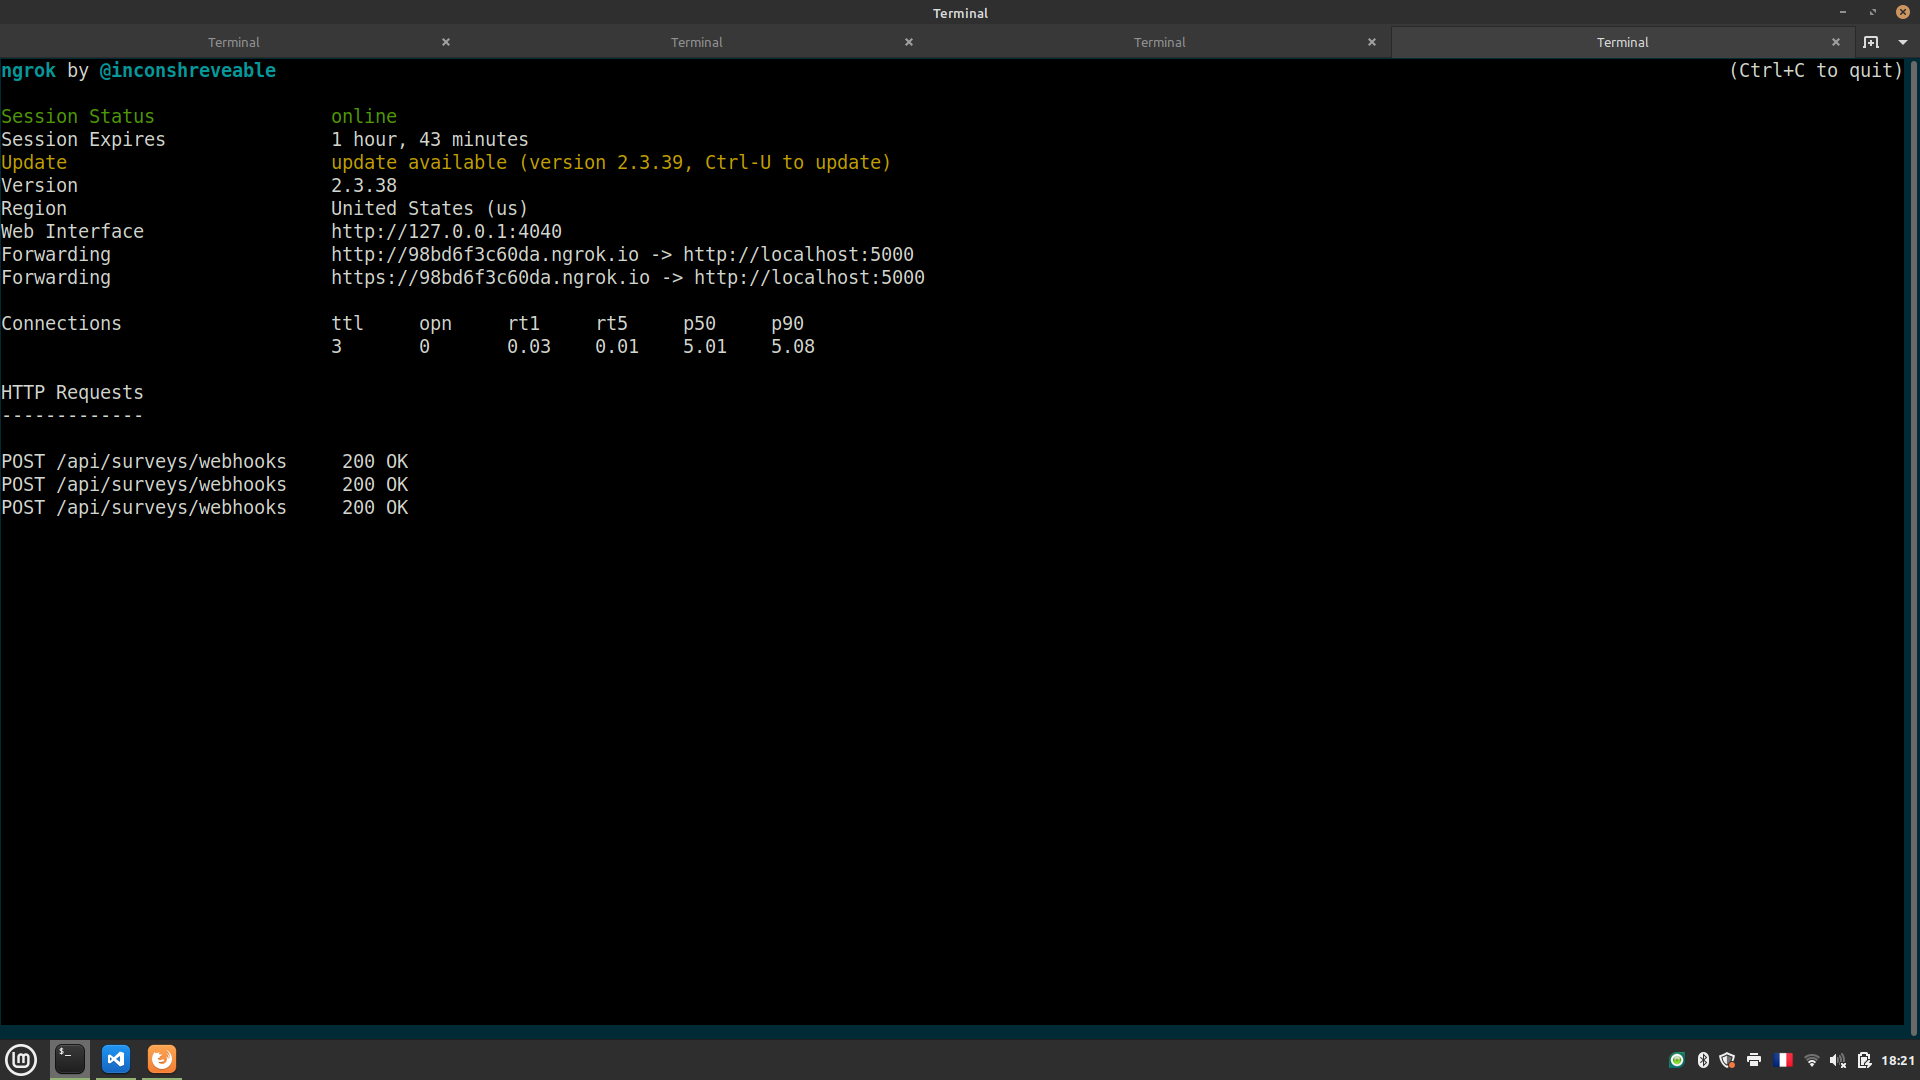 Terminal
Terminal Terminal Terminal Terminal
ngrok by @inconshreveable (Ctrl+C to quit)
Session Status online
Session Expires 1 hour, 43 minutes
Update update available (version 2.3.39, Ctrl-U to update)
Version 2.3.38
Region United States (us)
Web Interface http://127.0.0.1:4040
Forwarding http://98bd6f3c60da.ngrok.io -> http://localhost:5000
Forwarding https://98bd6f3c60da.ngrok.io -> http://localhost:5000
Connections ttl opn rt1 rt5 p50 p90
3 0 0.03 0.01 5.01 5.08
HTTP Requests
-------------
POST /api/surveys/webhooks 200 OK
POST /api/surveys/webhooks 200 OK
POST /api/surveys/webhooks 200 OK
18:21